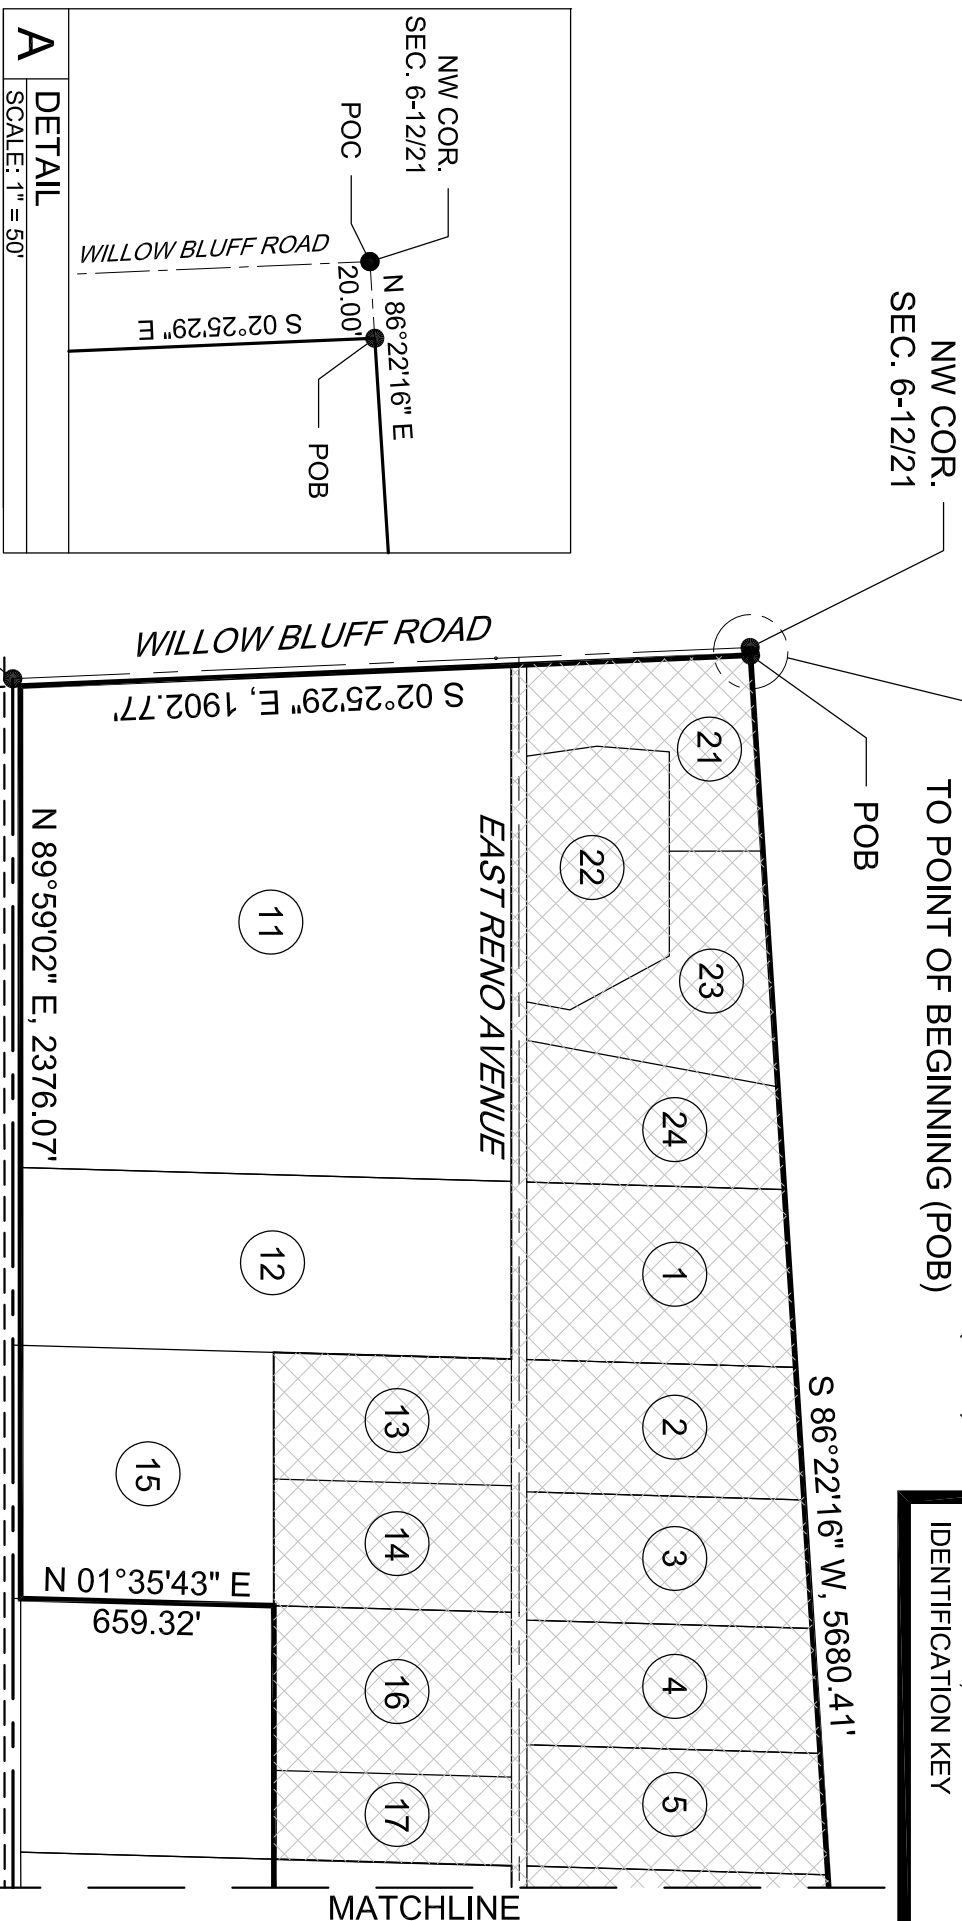 NW COR.
SEC. 6-12/21
POC
N 86°22'16" E
20.00'
WILLOW BLUFF ROAD
S 02°25'29" E
POB
A
DETAIL
SCALE: 1" = 50'
NW COR.
SEC. 6-12/21
TO POINT OF BEGINNING (POB)
POB
IDENTIFICATION KEY
S 86°22'16" W, 5680.41'
WILLOW BLUFF ROAD
S 02°25'29" E, 1902.77'
21
22
23
24
1
2
3
4
5
EAST RENO AVENUE
11
12
13
14
15
16
17
N 89°59'02" E, 2376.07'
N 01°35'43" E
659.32'
MATCHLINE